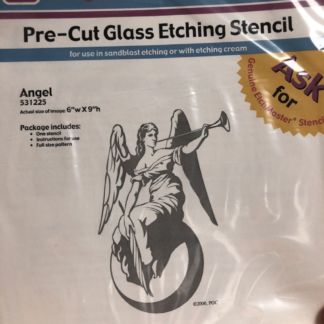 Pre-Cut Glass Etching Stencil
for use in sandblast etching or with etching cream
Angel
531225
Actual size of image: 6"w X 9"h
Package includes:
• One stencil
• Instructions for use
• Full size pattern
Ask
for
Genuine EtchMaster® Stencil
©2006, PGC